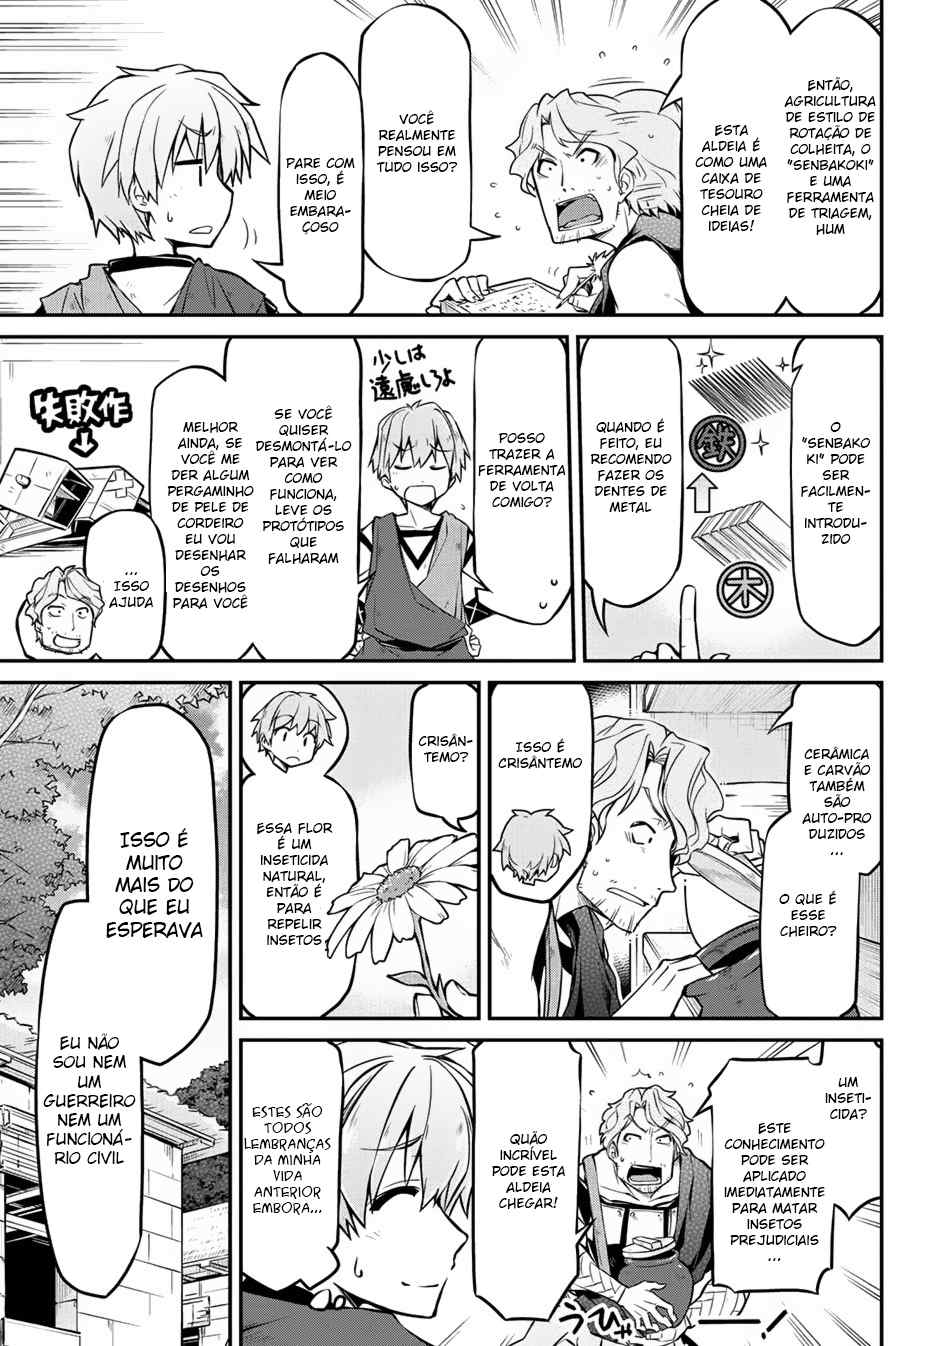 ENTÃO,
AGRICULTURA
DE ESTILO DE
ROTAÇÃO DE
COLHEITA, O
"SENBAKOKI"
E UMA
FERRAMENTA
DE TRIAGEM,
HUM
ESTA
ALDEIA É
COMO UMA
CAIXA DE
TESOURO
CHEIA DE
IDEIAS!
VOCÊ
REALMENTE
PENSOU EM
TUDO ISSO?
PARE COM
ISSO, É
MEIO
EMBARA-
ÇOSO
O
"SENBAKO
KI" PODE
SER
FACILMEN-
TE
INTRODU-
ZIDO
鉄
木
QUANDO É
FEITO, EU
RECOMENDO
FAZER OS
DENTES DE
METAL
POSSO
TRAZER A
FERRAMENTA
DE VOLTA
COMIGO?
少しは
遠慮しろよ
SE VOCÊ
QUISER
DESMONTÁ-LO
PARA VER
COMO
FUNCIONA,
LEVE OS
PROTÓTIPOS
QUE
FALHARAM
MELHOR
AINDA, SE
VOCÊ ME
DER ALGUM
PERGAMINHO
DE PELE DE
CORDEIRO
EU VOU
DESENHAR
OS
DESENHOS
PARA VOCÊ
失敗作
...
ISSO
AJUDA
CERÂMICA
E CARVÃO
TAMBÉM
SÃO
AUTO-PRO
DUZIDOS
...
O QUE É
ESSE
CHEIRO?
ISSO É
CRISÂNTEMO
CRISÂN-
TEMO?
ESSA FLOR
É UM
INSETICIDA
NATURAL,
ENTÃO É
PARA
REPELIR
INSETOS
UM
INSETI-
CIDA?
ESTE
CONHECIMENTO
PODE SER
APLICADO
IMEDIATAMENTE
PARA MATAR
INSETOS
PREJUDICIAIS
...
QUÃO
INCRÍVEL
PODE ESTA
ALDEIA
CHEGAR!
うひょー!
ESTES SÃO
TODOS
LEMBRANÇAS
DA MINHA
VIDA
ANTERIOR
EMBORA...
ISSO É
MUITO
MAIS DO
QUE EU
ESPERAVA
EU NÃO
SOU NEM
UM
GUERREIRO
NEM UM
FUNCIONÁ-
RIO CIVIL